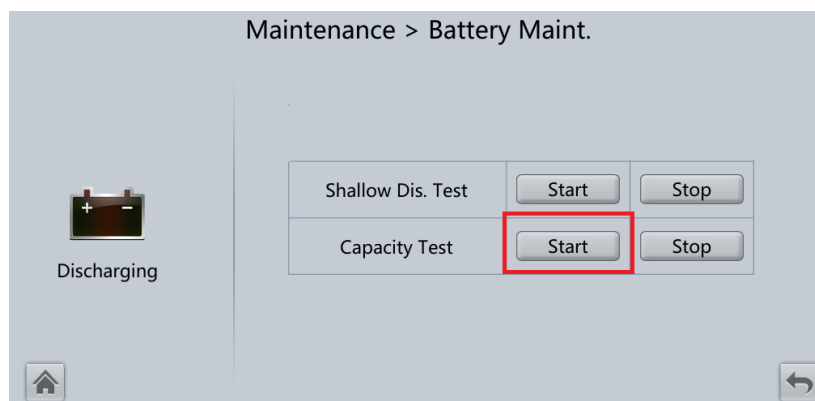 Maintenance > Battery Maint.
Shallow Dis. Test Start Stop
Capacity Test Start Stop
+ -
Discharging